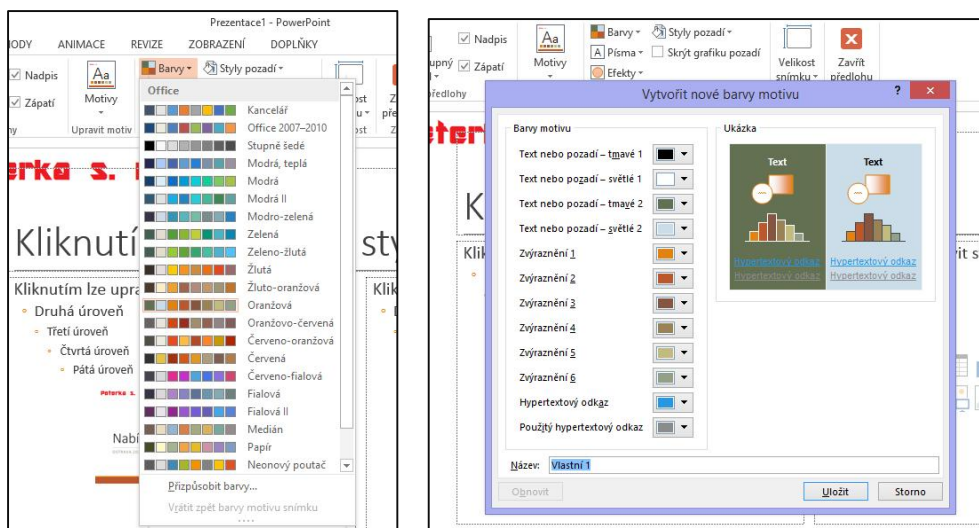 Prezentace1 - PowerPoint
HODY ANIMACE REVIZE ZOBRAZENÍ DOPLŇKY
Nadpis
Zápatí
Aa
Motivy
Barvy
Styly pozadí
Upravit motiv
Office
Kancelář
Office 2007–2010
Stupně šedé
Modrá, teplá
Modrá
Modrá II
Modro-zelená
Zelená
Zeleno-žlutá
Žlutá
Žluto-oranžová
Oranžová
Oranžovo-červená
Červeno-oranžová
Červená
Červeno-fialová
Fialová
Fialová II
Medián
Papír
Neonový poutač
Přizpůsobit barvy...
Vrátit zpět barvy motivu snímku
erka s.
Kliknutí
sty
Kliknutím lze upra
Klik
Druhá úroveň
Třetí úroveň
Čtvrtá úroveň
Pátá úroveň
Peterka s.
Nabí
Nadpis
Zápatí
Aa
Motivy
Barvy
Styly pozadí
Písma
Skrýt grafiku pozadí
Efekty
Velikost snímku
Zavřít předlohu
předlohy
Vytvořit nové barvy motivu
Barvy motivu
Text nebo pozadí – tmavé 1
Text nebo pozadí – světlé 1
Text nebo pozadí – tmavé 2
Text nebo pozadí – světlé 2
Zvýraznění 1
Zvýraznění 2
Zvýraznění 3
Zvýraznění 4
Zvýraznění 5
Zvýraznění 6
Hypertextový odkaz
Použitý hypertextový odkaz
Ukázka
Text Text
Hypertextový odkaz Hypertextový odkaz
Hypertextový odkaz Hypertextový odkaz
Název: Vlastní 1
Obnovit
Uložit
Storno